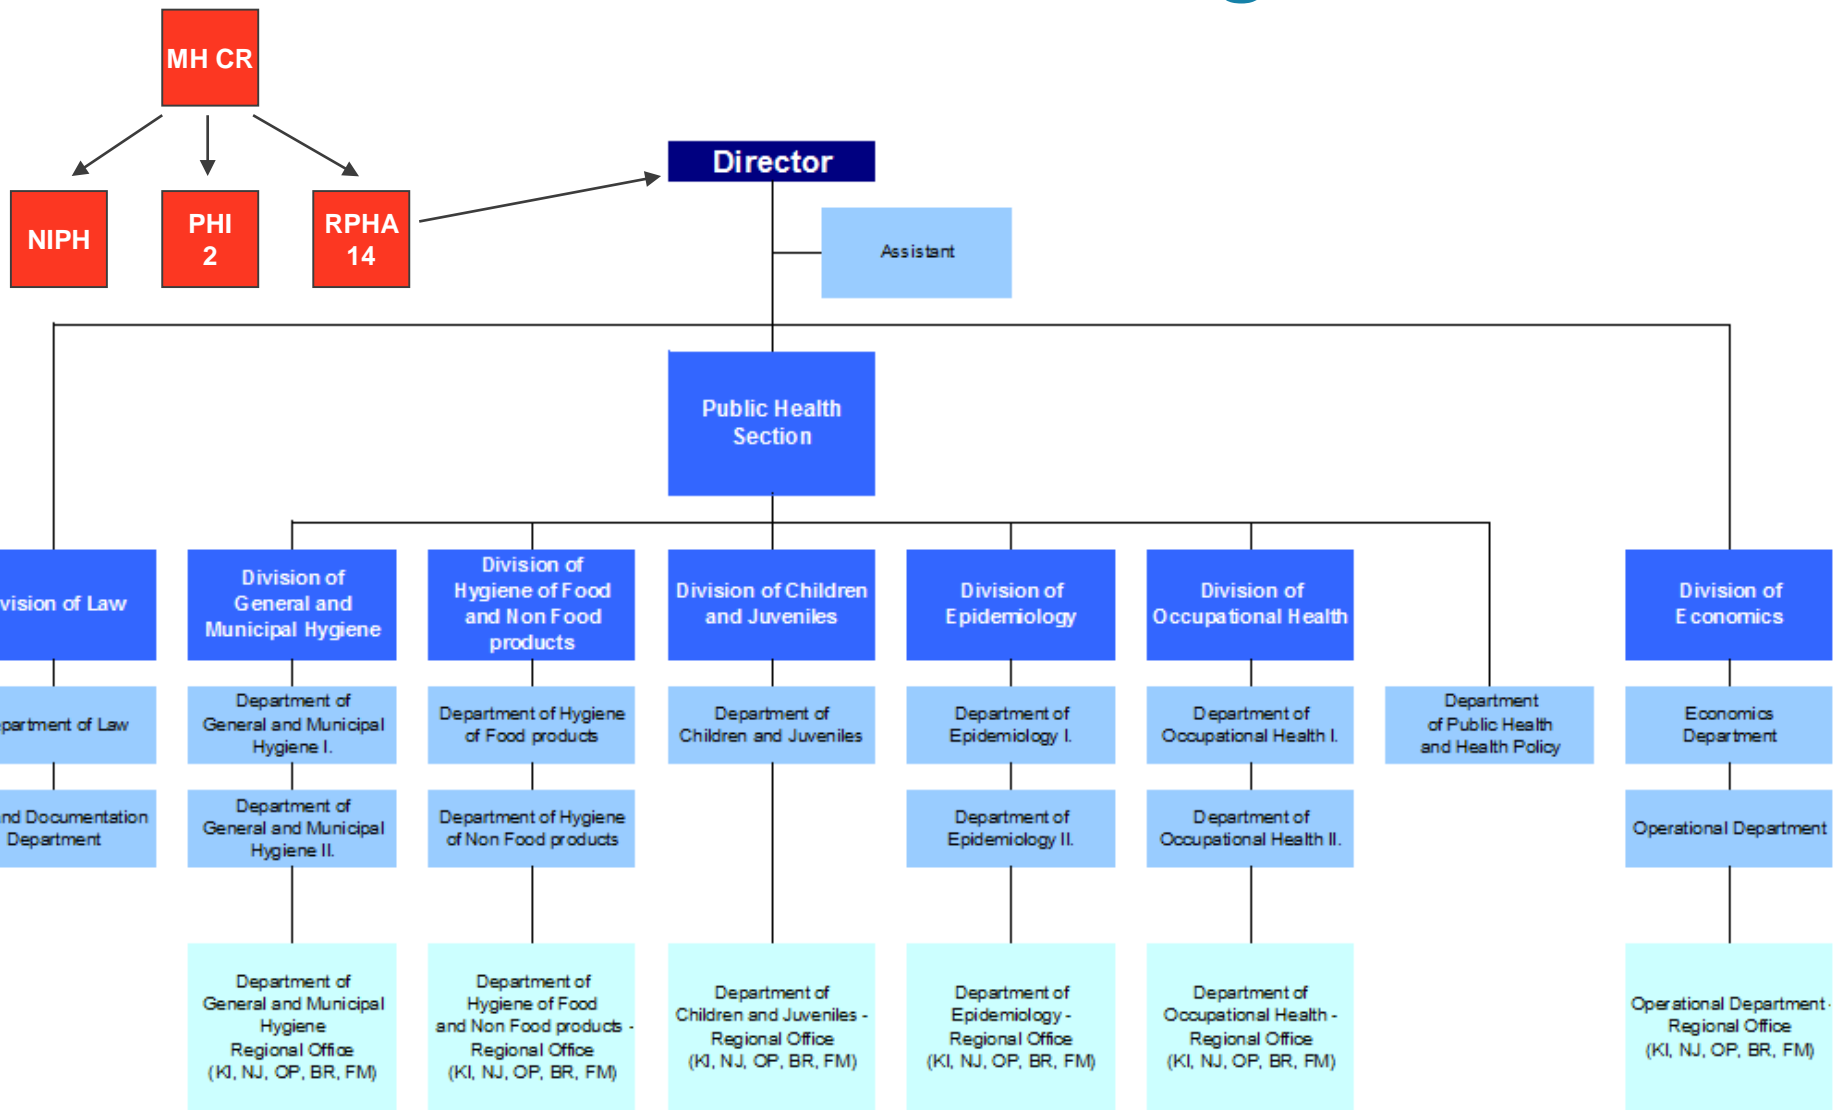 MH CR
NIPH
PHI
2
RPHA
14
Director
Assistant
Public Health
Section
vision of Law
Division of
General and
Municipal Hygiene
Division of
Hygiene of Food
and Non Food
products
Division of Children
and Juveniles
Division of
Epidemiology
Division of
Occupational Health
Division of
Economics
partment of Law
Department of
General and Municipal
Hygiene I.
Department of Hygiene
of Food products
Department of
Children and Juveniles
Department of
Epidemiology I.
Department of
Occupational Health I.
Department
of Public Health
and Health Policy
Economics
Department
nd Documentation
Department
Department of
General and Municipal
Hygiene II.
Department of Hygiene
of Non Food products
Department of
Epidemiology II.
Department of
Occupational Health II.
Operational Department
Department of
General and Municipal
Hygiene
Regional Office
(KI, NJ, OP, BR, FM)
Department of
Hygiene of Food
and Non Food products -
Regional Office
(KI, NJ, OP, BR, FM)
Department of
Children and Juveniles -
Regional Office
(KI, NJ, OP, BR, FM)
Department of
Epidemiology -
Regional Office
(KI, NJ, OP, BR, FM)
Department of
Occupational Health -
Regional Office
(KI, NJ, OP, BR, FM)
Operational Department -
Regional Office
(KI, NJ, OP, BR, FM)